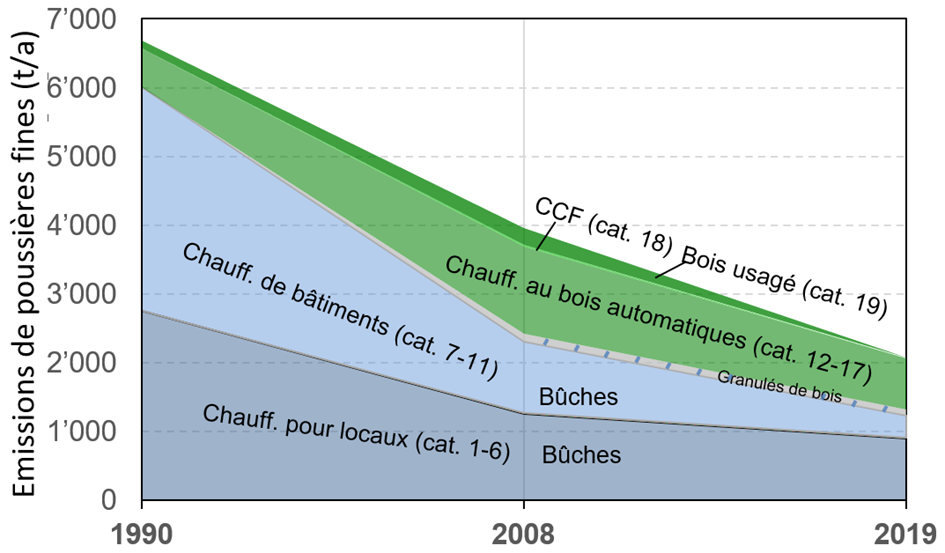 Emissions de poussières fines (t/a)
7’000
6’000
5’000
4’000
3’000
2’000
1’000
0
CCF (cat. 18)
Bois usagé (cat. 19)
Chauff. au bois automatiques (cat. 12-17)
Chauff. de bâtiments (cat. 7-11)
Granulés de bois
Bûches
Chauff. pour locaux (cat. 1-6)
Bûches
1990
2008
2019